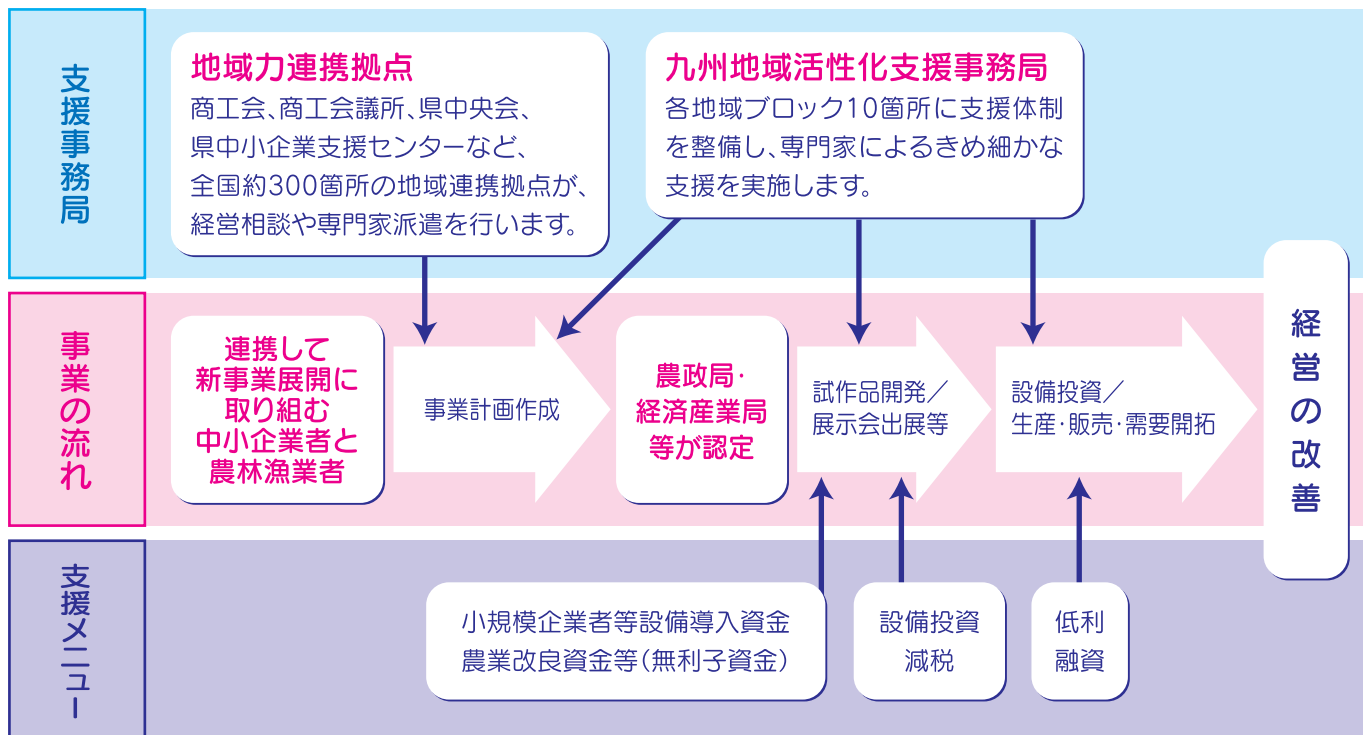 支援事務局
地域力連携拠点
商工会、商工会議所、県中央会、
県中小企業支援センターなど、
全国約300箇所の地域連携拠点が、
経営相談や専門家派遣を行います。
九州地域活性化支援事務局
各地域ブロック10箇所に支援体制
を整備し、専門家によるきめ細かな
支援を実施します。
事業の流れ
連携して
新事業展開に
取り組む
中小企業者と
農林漁業者
事業計画作成
農政局・
経済産業局
等が認定
試作品開発／
展示会出展等
設備投資／
生産・販売・需要開拓
経営の改善
支援メニュー
小規模企業者等設備導入資金
農業改良資金等（無利子資金）
設備投資
減税
低利
融資